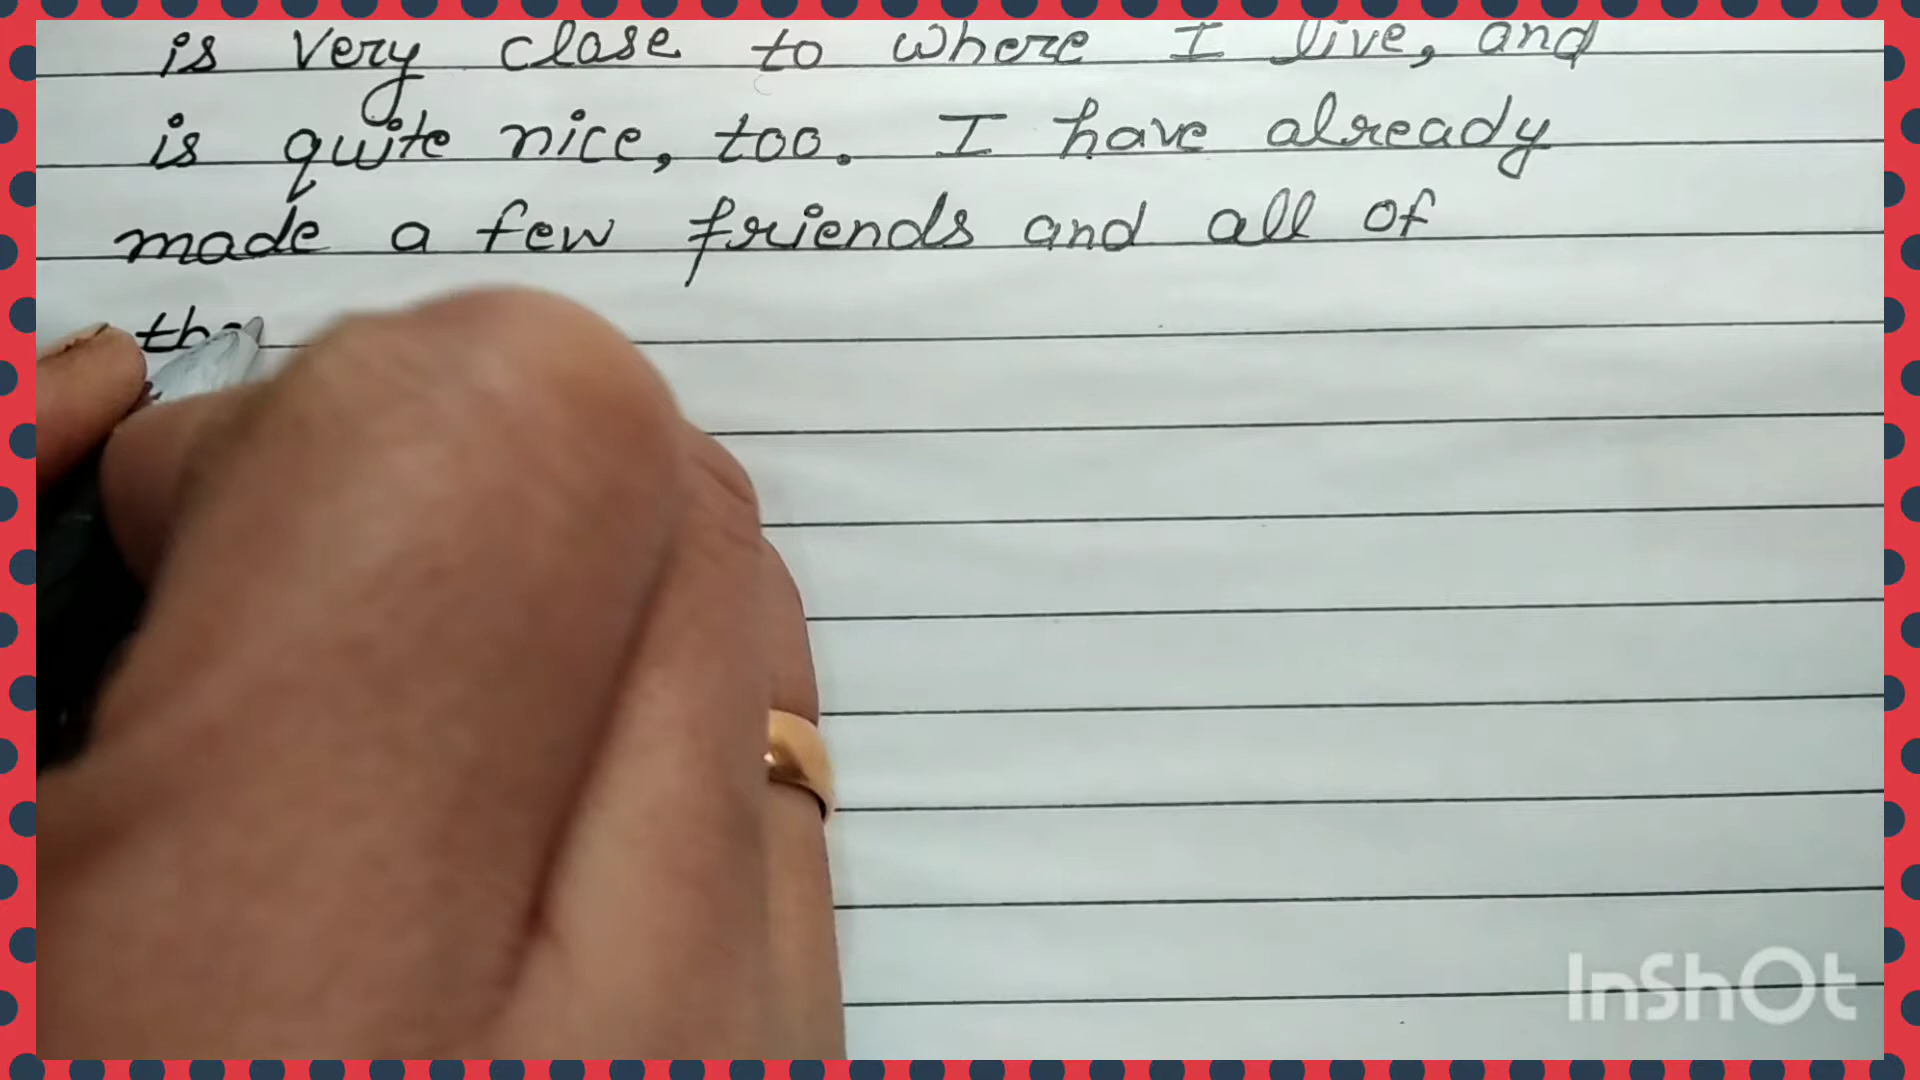 is very close to where I live, and
is quite nice, too. I have already
made a few friends and all of
InShOt